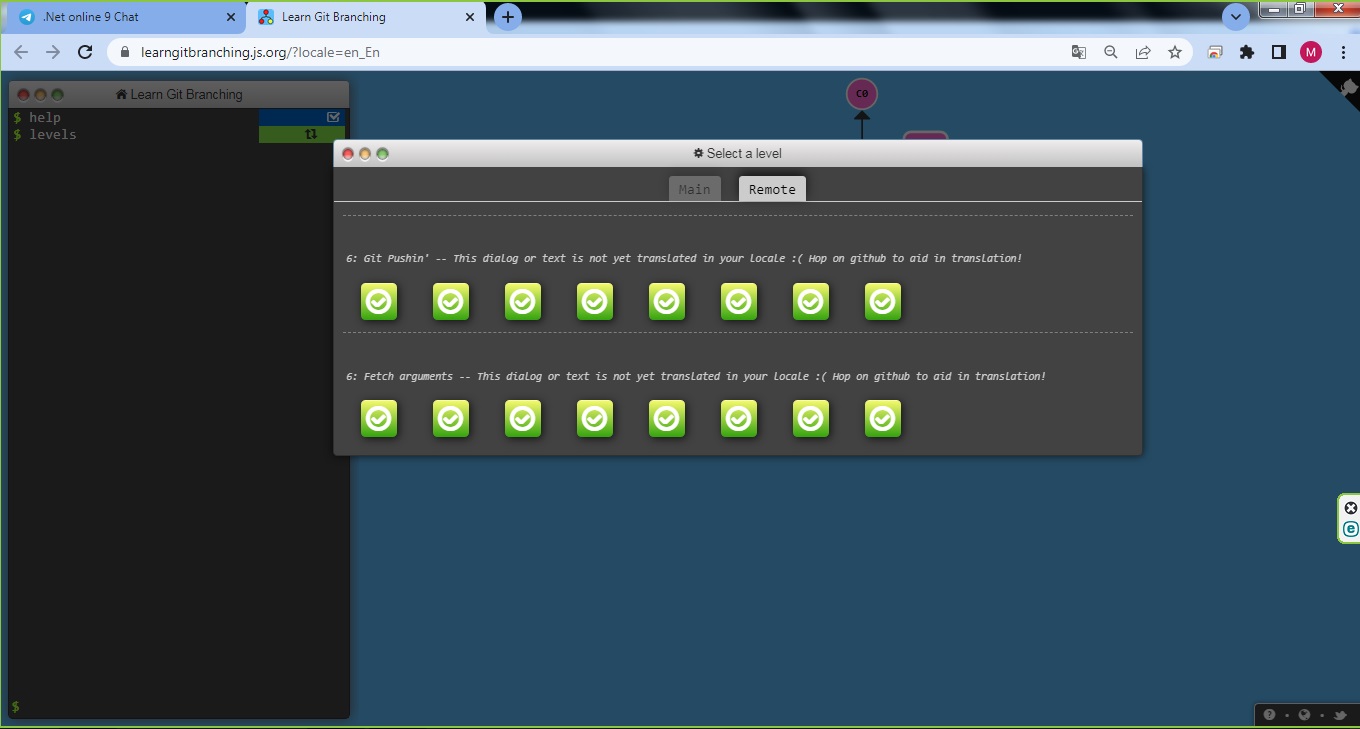 .Net online 9 Chat
Learn Git Branching
learngitbranching.js.org/?locale=en_En
M
Learn Git Branching
$ help
$ levels
C0
Select a level
Main
Remote
6: Git Pushin' -- This dialog or text is not yet translated in your locale :( Hop on github to aid in translation!
6: Fetch arguments -- This dialog or text is not yet translated in your locale :( Hop on github to aid in translation!
$